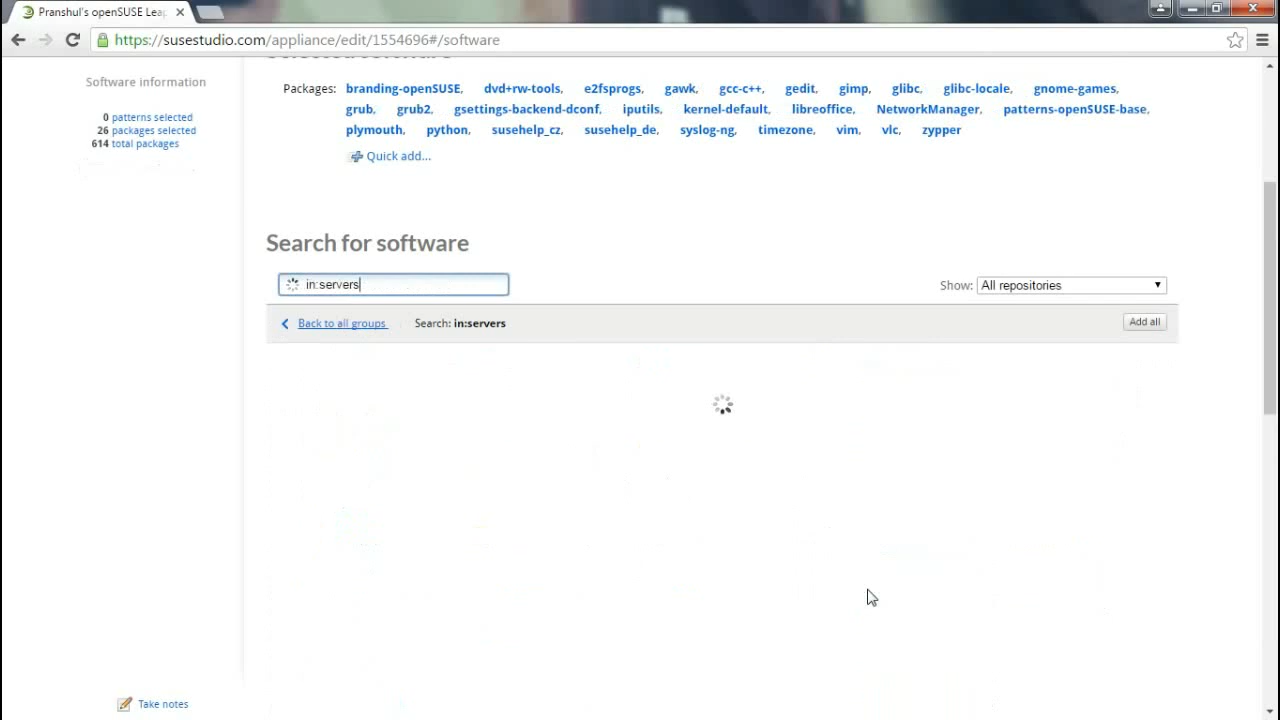 Pranshul's openSUSE Lea
https://susestudio.com/appliance/edit/1554696#/software
Selected software
Software information
0 patterns selected
26 packages selected
614 total packages
Packages: branding-openSUSE, dvd+rw-tools, e2fsprogs, gawk, gcc-c++, gedit, gimp, glibc, glibc-locale, gnome-games,
grub, grub2, gsettings-backend-dconf, iputils, kernel-default, libreoffice, NetworkManager, patterns-openSUSE-base,
plymouth, python, susehelp_cz, susehelp_de, syslog-ng, timezone, vim, vlc, zypper
Quick add...
Search for software
in:servers
Show: All repositories
Back to all groups Search: in:servers Add all
Take notes